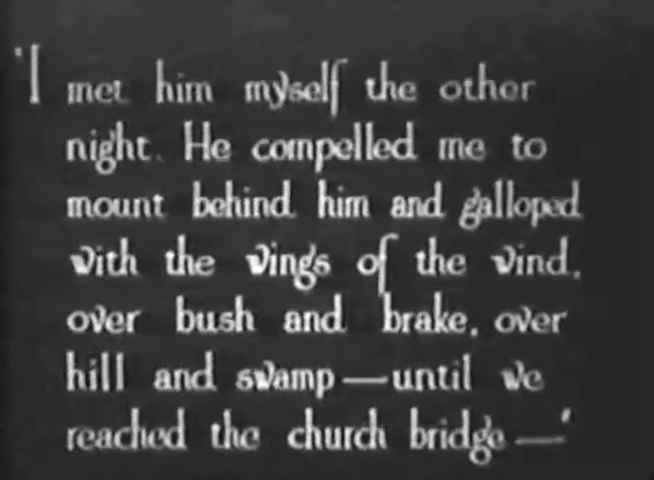 'I met him myself the other
night. He compelled me to
mount behind him and galloped
with the wings of the wind,
over bush and brake, over
hill and swamp—until we
reached the church bridge—'